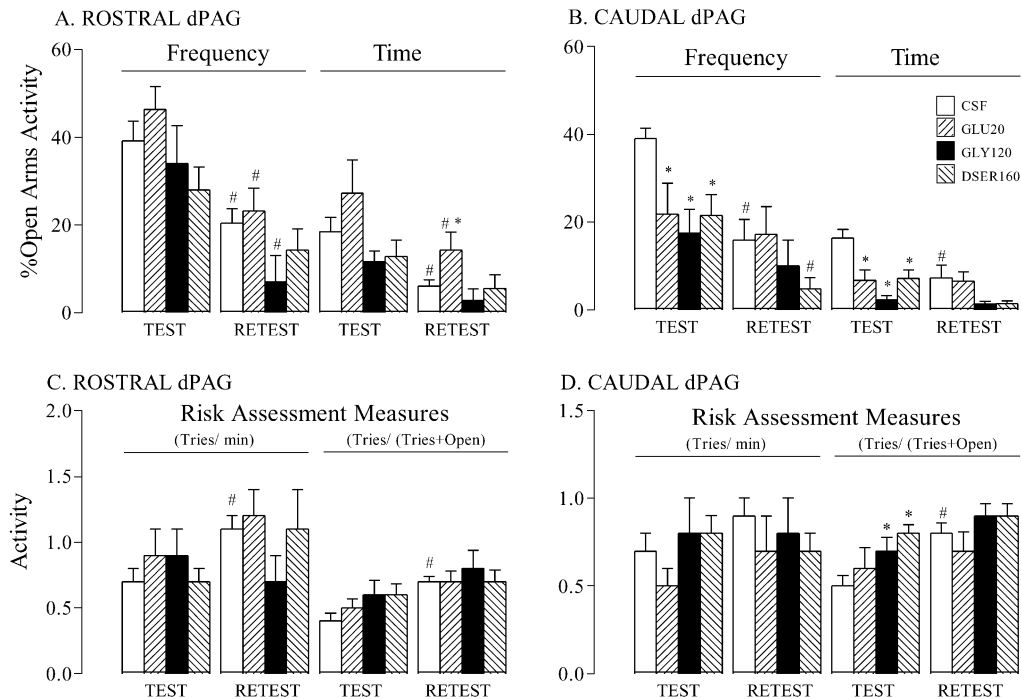 A. ROSTRAL dPAG
Frequency
Time
%Open Arms Activity
60
40
20
0
# # # # # *
TEST
RETEST
TEST
RETEST
B. CAUDAL dPAG
Frequency
Time
60
40
20
0
CSF
GLU20
GLY120
DSER160
* * * # # * * * #
TEST
RETEST
TEST
RETEST
C. ROSTRAL dPAG
Risk Assessment Measures
(Tries/ min)
(Tries/ (Tries+Open)
Activity
2.0
1.5
1.0
0.5
0.0
# #
TEST
RETEST
TEST
RETEST
D. CAUDAL dPAG
Risk Assessment Measures
(Tries/ min)
(Tries/ (Tries+Open)
1.5
1.0
0.5
0.0
* * #
TEST
RETEST
TEST
RETEST